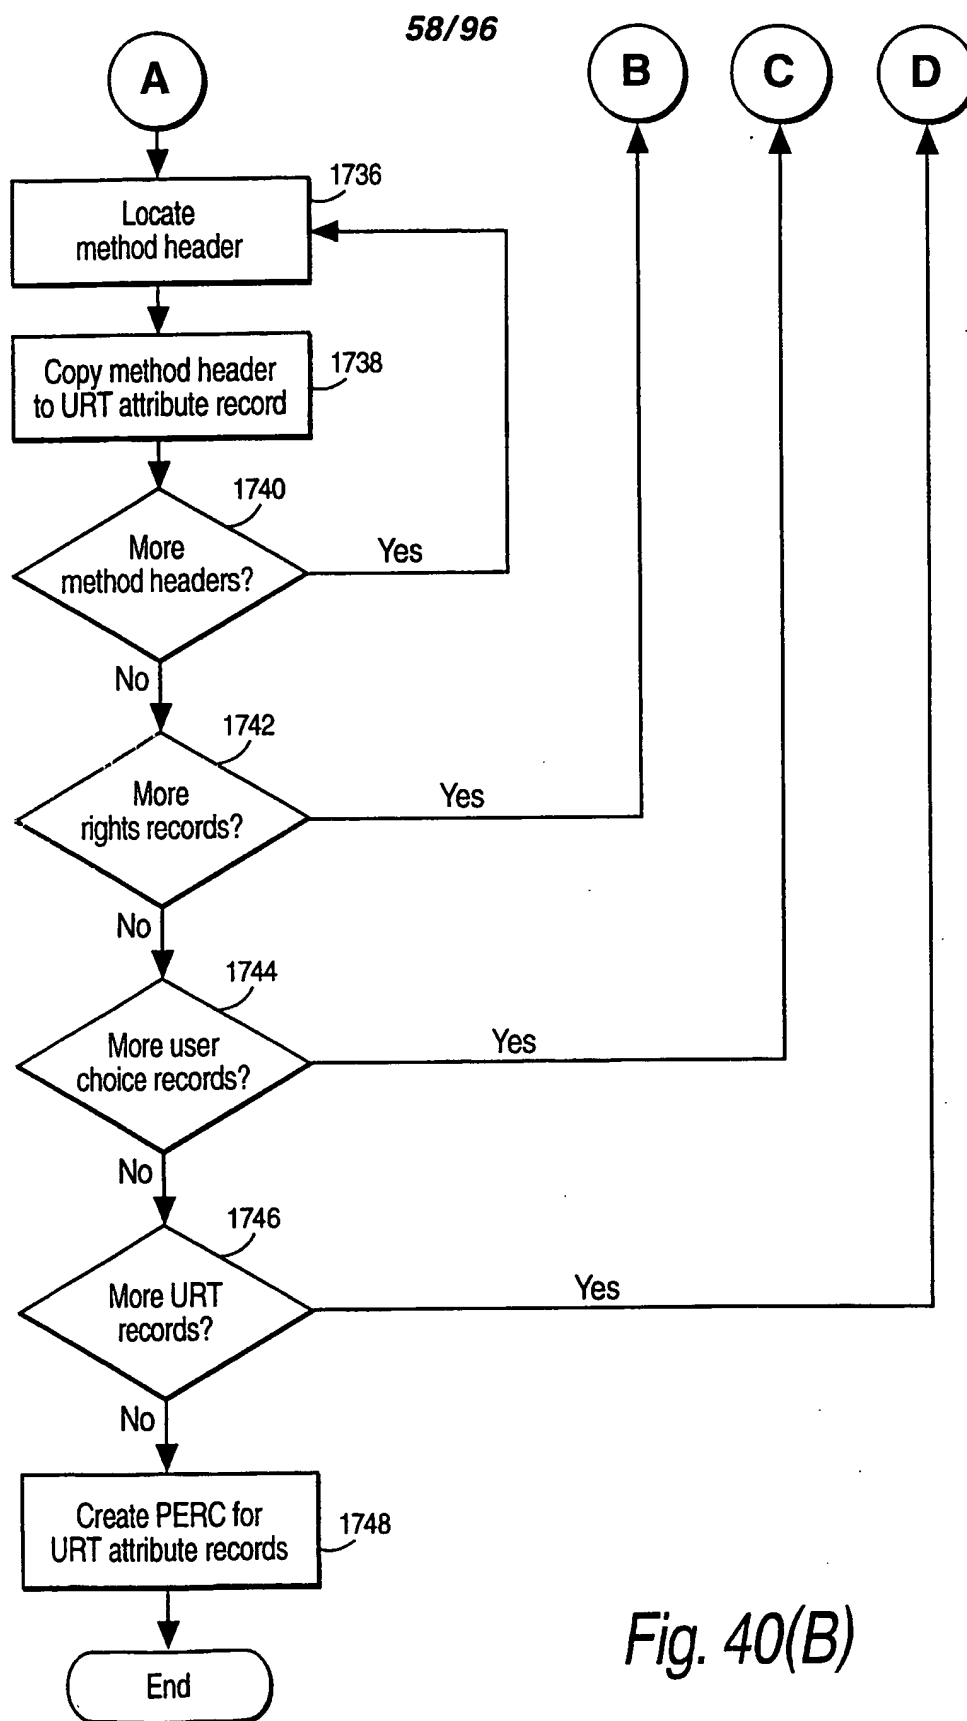 58/96
A
B
C
D
1736
Locate
method header
1738
Copy method header
to URT attribute record
1740
More
method headers?
Yes
No
1742
More
rights records?
Yes
No
1744
More user
choice records?
Yes
No
1746
More URT
records?
Yes
No
Create PERC for
URT attribute records
1748
End
Fig. 40(B)